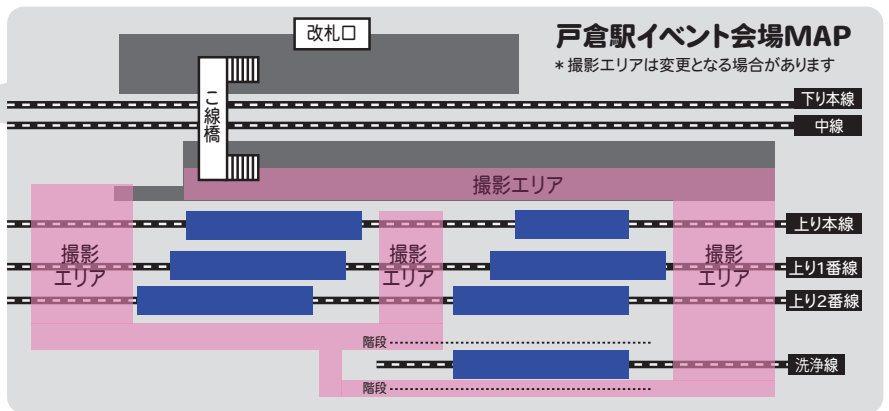 改札口
戸倉駅イベント会場MAP
＊撮影エリアは変更となる場合があります
こ線橋
下り本線
中線
撮影エリア
上り本線
撮影
エリア
撮影
エリア
撮影
エリア
上り1番線
上り2番線
階段
洗浄線
階段